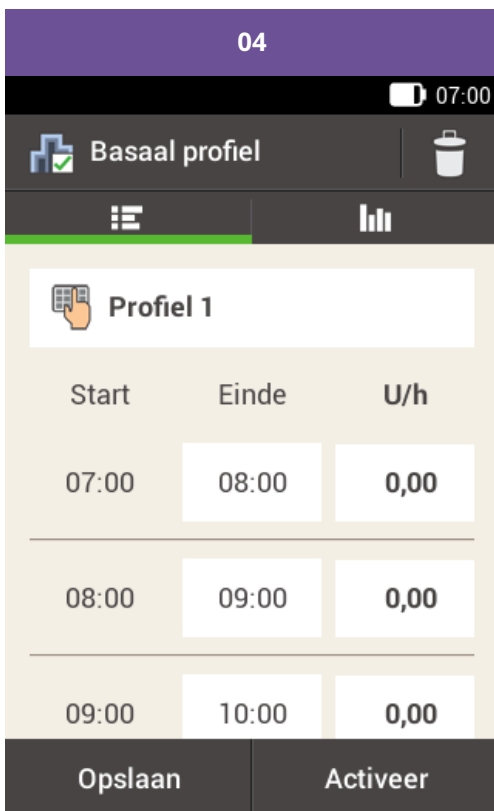 04
07:00
Basaal profiel
Profiel 1
Start Einde U/h
07:00 08:00 0,00
08:00 09:00 0,00
09:00 10:00 0,00
Opslaan Activeer